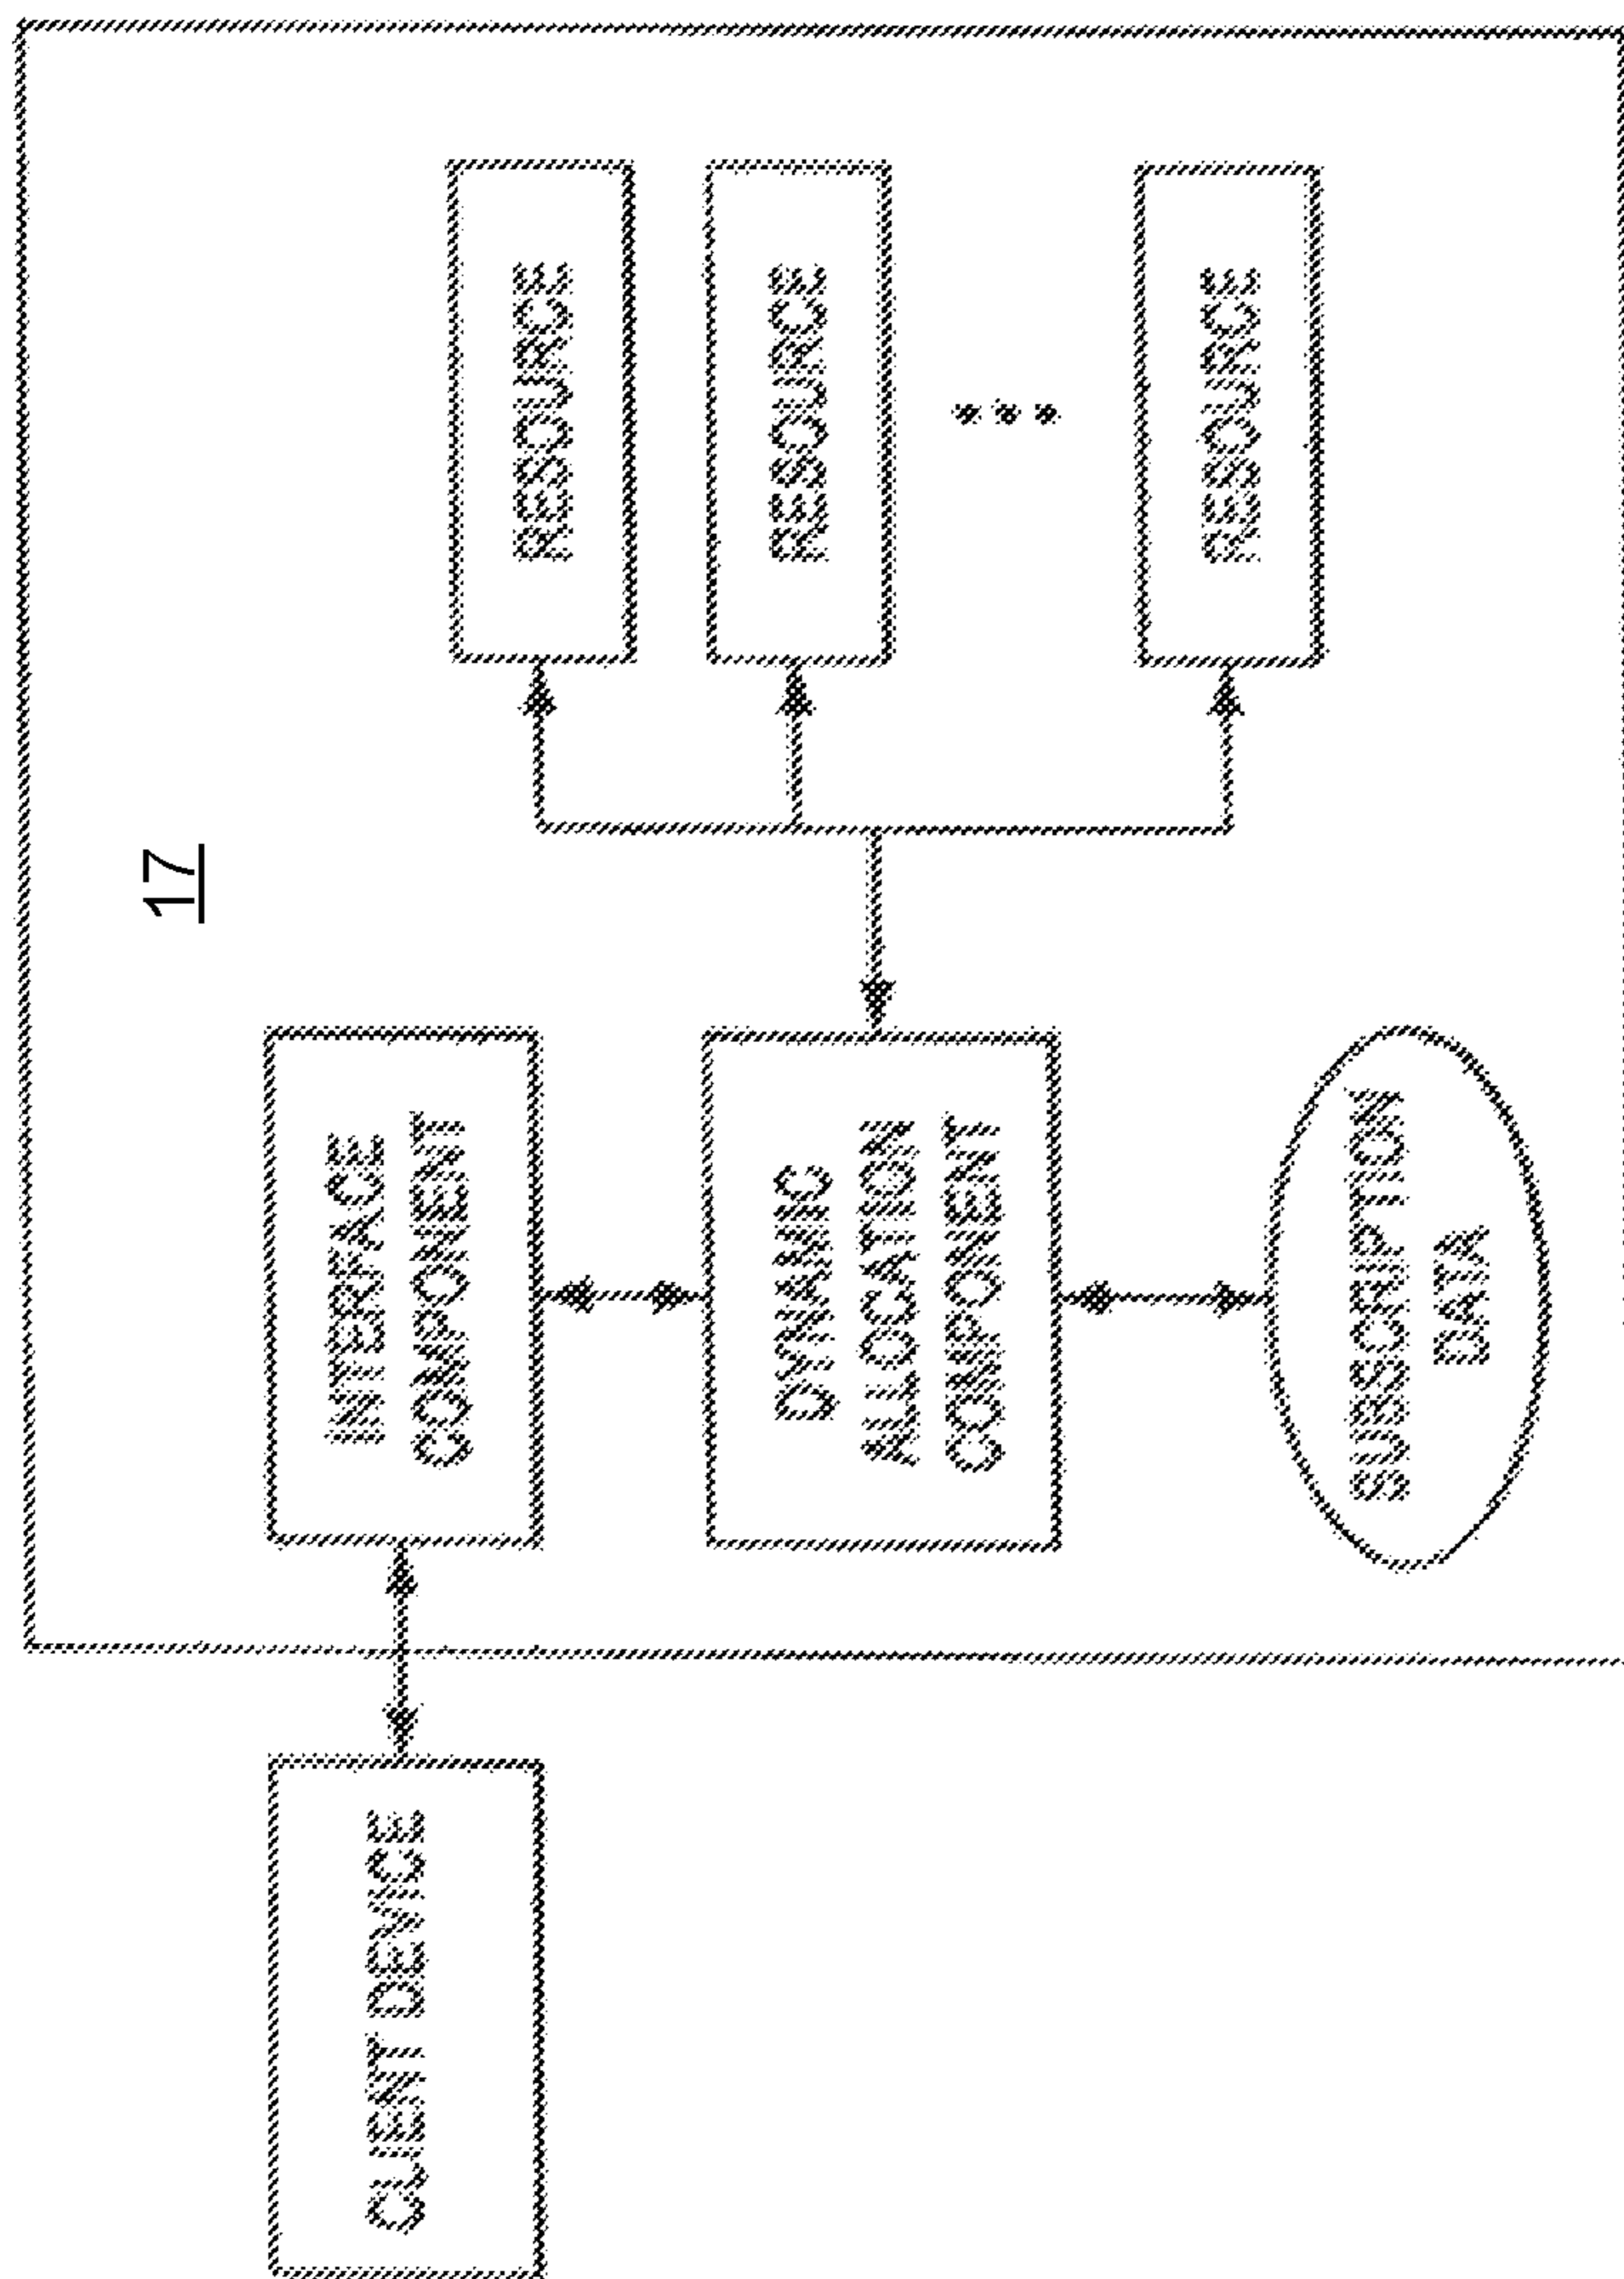 17
CLIENT DEVICE
INTERFACE
COMPONENT
DYNAMIC
ALLOCATION
COMPONENT
SUBSCRIPTION
DATA
RESOURCE
RESOURCE
RESOURCE